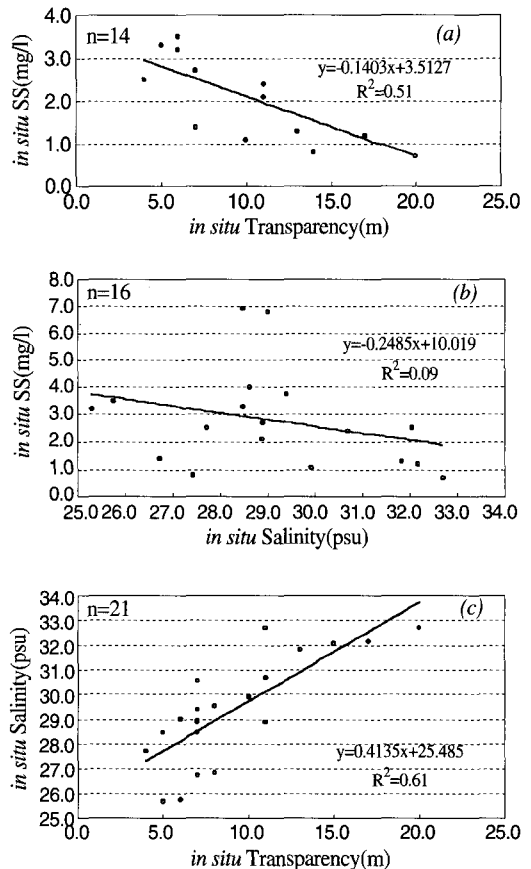 n=14
(a)
4.0
3.0
2.0
1.0
0.0
in situ SS(mg/l)
y=-0.1403x+3.5127
R²=0.51
0.0 5.0 10.0 15.0 20.0 25.0
in situ Transparency(m)
n=16
(b)
8.0
7.0
6.0
5.0
4.0
3.0
2.0
1.0
0.0
in situ SS(mg/l)
y=-0.2485x+10.019
R²=0.09
25.0 26.0 27.0 28.0 29.0 30.0 31.0 32.0 33.0 34.0
in situ Salinity(psu)
n=21
(c)
34.0
33.0
32.0
31.0
30.0
29.0
28.0
27.0
26.0
25.0
in situ Salinity(psu)
y=0.4135x+25.485
R²=0.61
0.0 5.0 10.0 15.0 20.0 25.0
in situ Transparency(m)